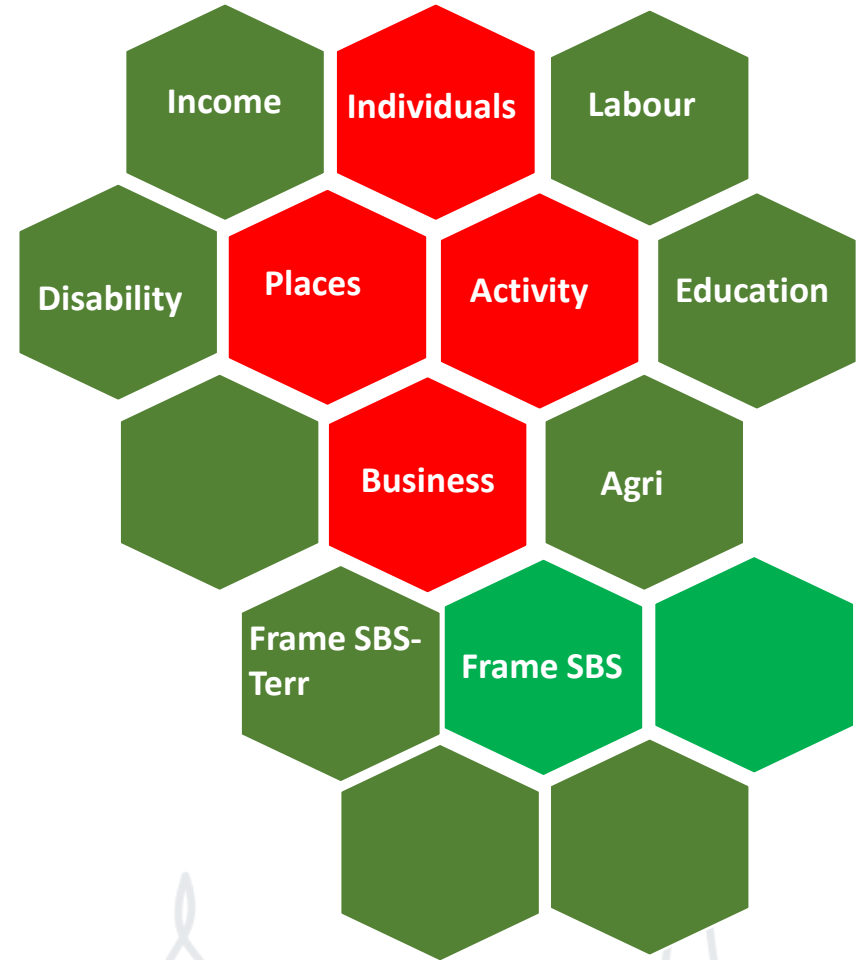 Income
Individuals
Labour
Disability
Places
Activity
Education
Business
Agri
Frame SBS-
Terr
Frame SBS